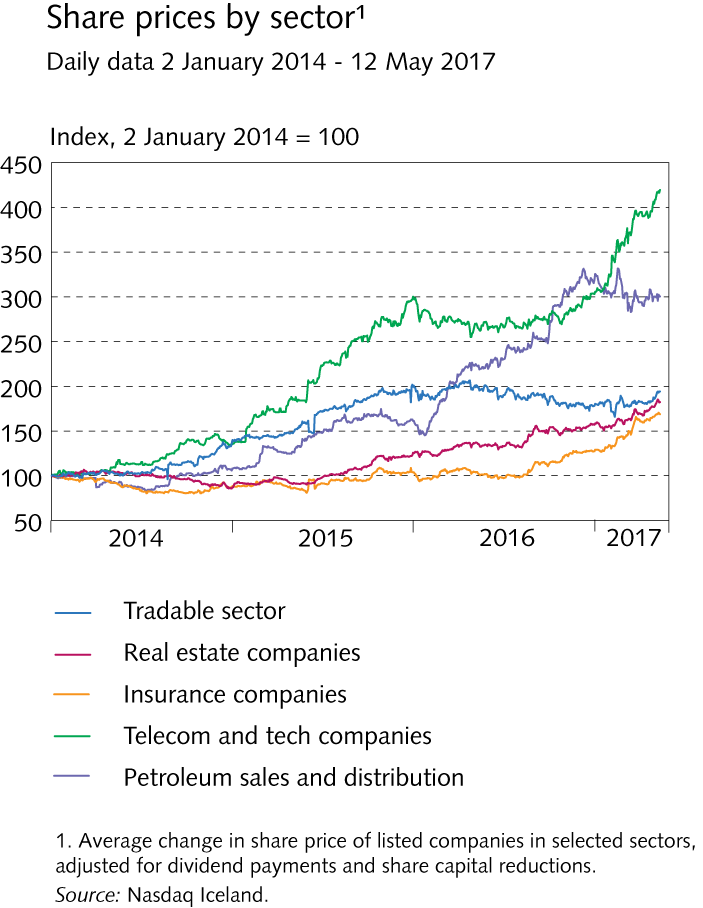 Share prices by sector¹
Daily data 2 January 2014 - 12 May 2017
Index, 2 January 2014 = 100
450
400
350
300
250
200
150
100
50
2014 2015 2016 2017
Tradable sector
Real estate companies
Insurance companies
Telecom and tech companies
Petroleum sales and distribution
1. Average change in share price of listed companies in selected sectors,
adjusted for dividend payments and share capital reductions.
Source: Nasdaq Iceland.